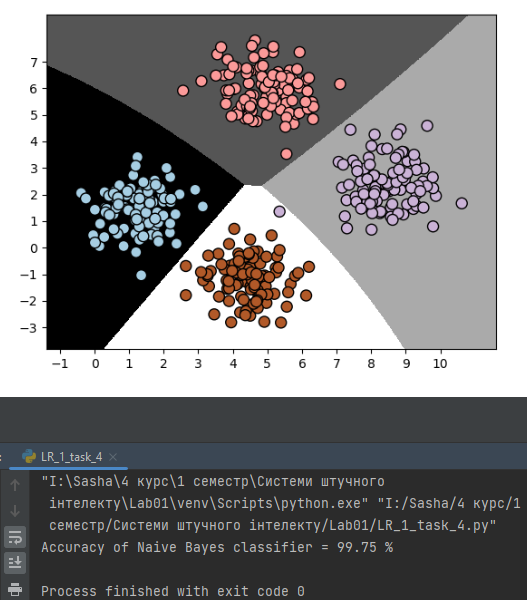 7
6
5
4
3
2
1
0
−1
−2
−3
−1 0 1 2 3 4 5 6 7 8 9 10
: LR_1_task_4 ×
"I:\Sasha\4 курс\1 семестр\Системи штучного
інтелекту\Lab01\venv\Scripts\python.exe" "I:/Sasha/4 курс/1
семестр/Системи штучного інтелекту/Lab01/LR_1_task_4.py"
Accuracy of Naive Bayes classifier = 99.75 %
Process finished with exit code 0